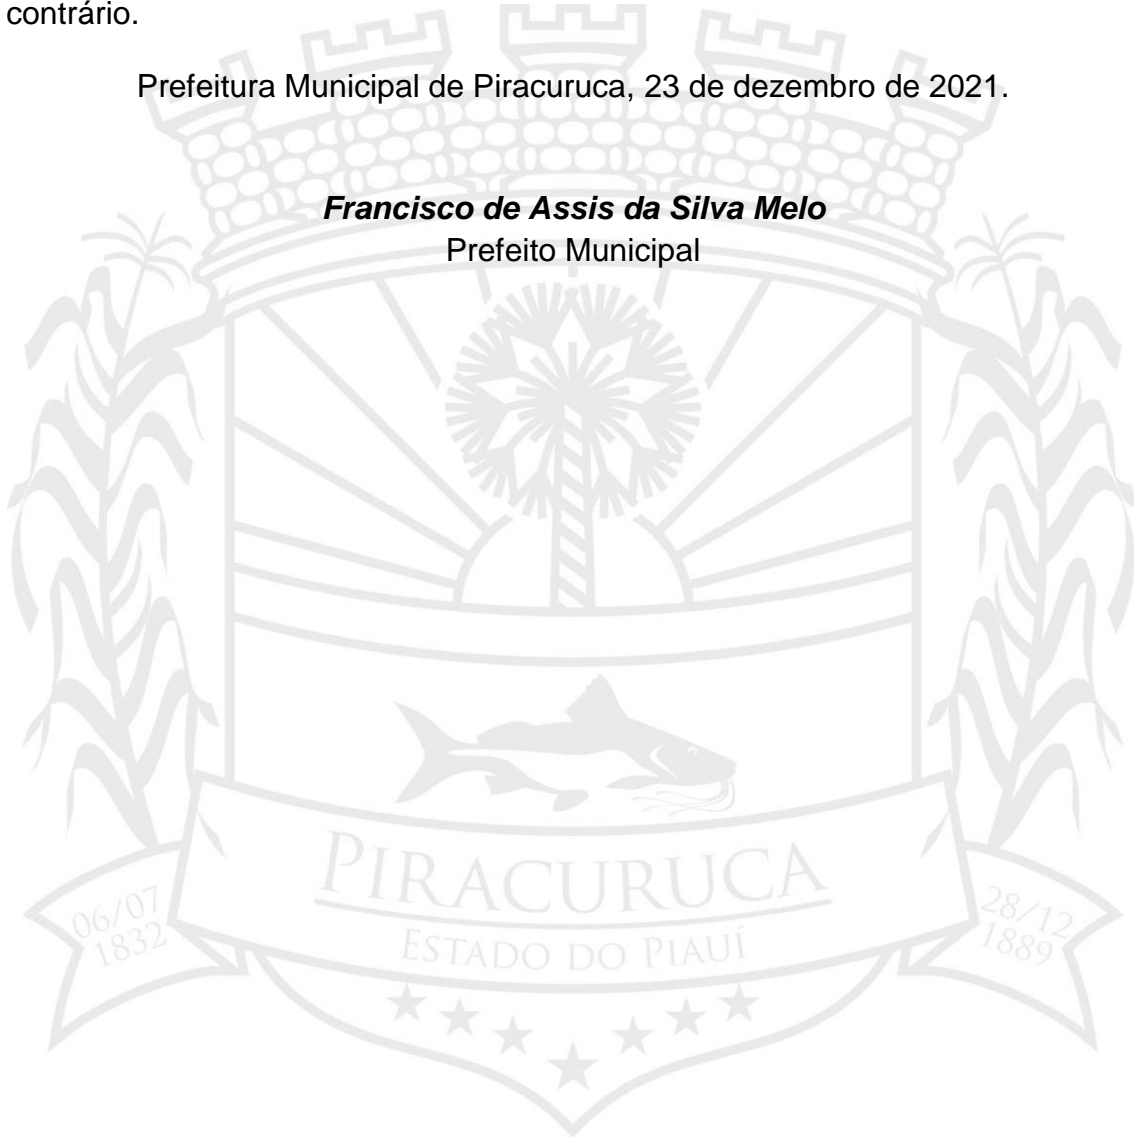 contrário.
Prefeitura Municipal de Piracuruca, 23 de dezembro de 2021.
Francisco de Assis da Silva Melo
Prefeito Municipal
PIRACURUCA
ESTADO DO PIAUÍ
06/07
1832
28/12
1889